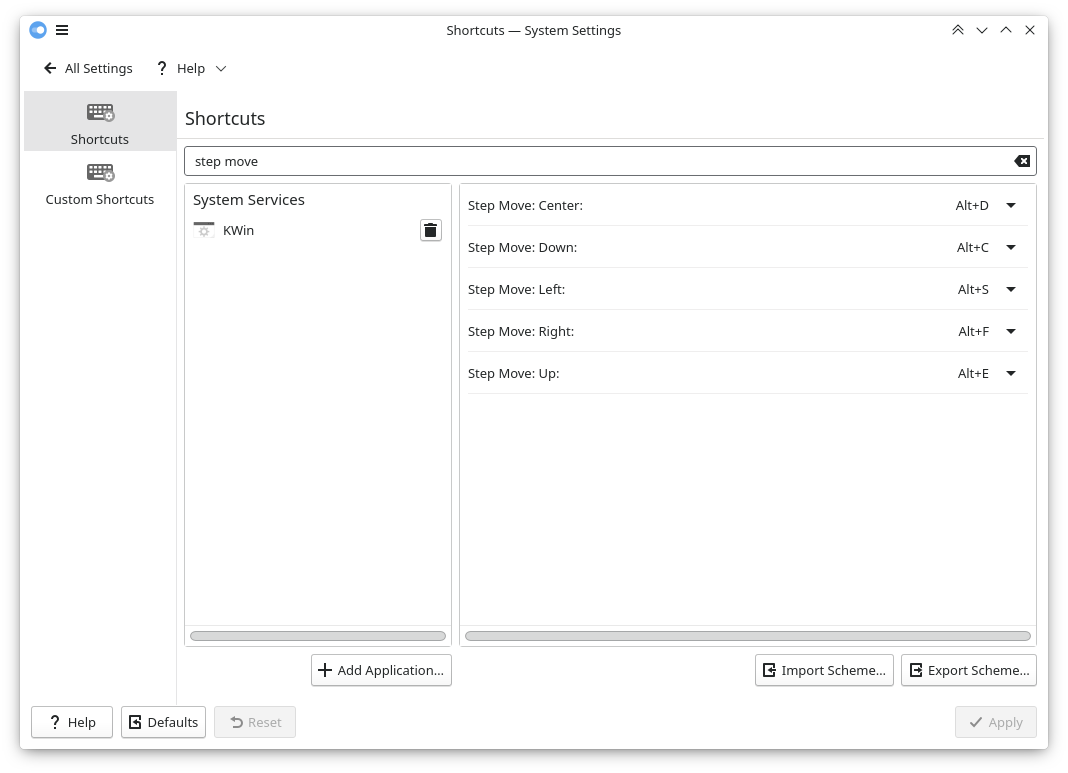 Shortcuts — System Settings
All Settings
Help
Shortcuts
Custom Shortcuts
Shortcuts
step move
System Services
KWin
Step Move: Center: Alt+D
Step Move: Down: Alt+C
Step Move: Left: Alt+S
Step Move: Right: Alt+F
Step Move: Up: Alt+E
Add Application...
Import Scheme...
Export Scheme...
Help
Defaults
Reset
Apply